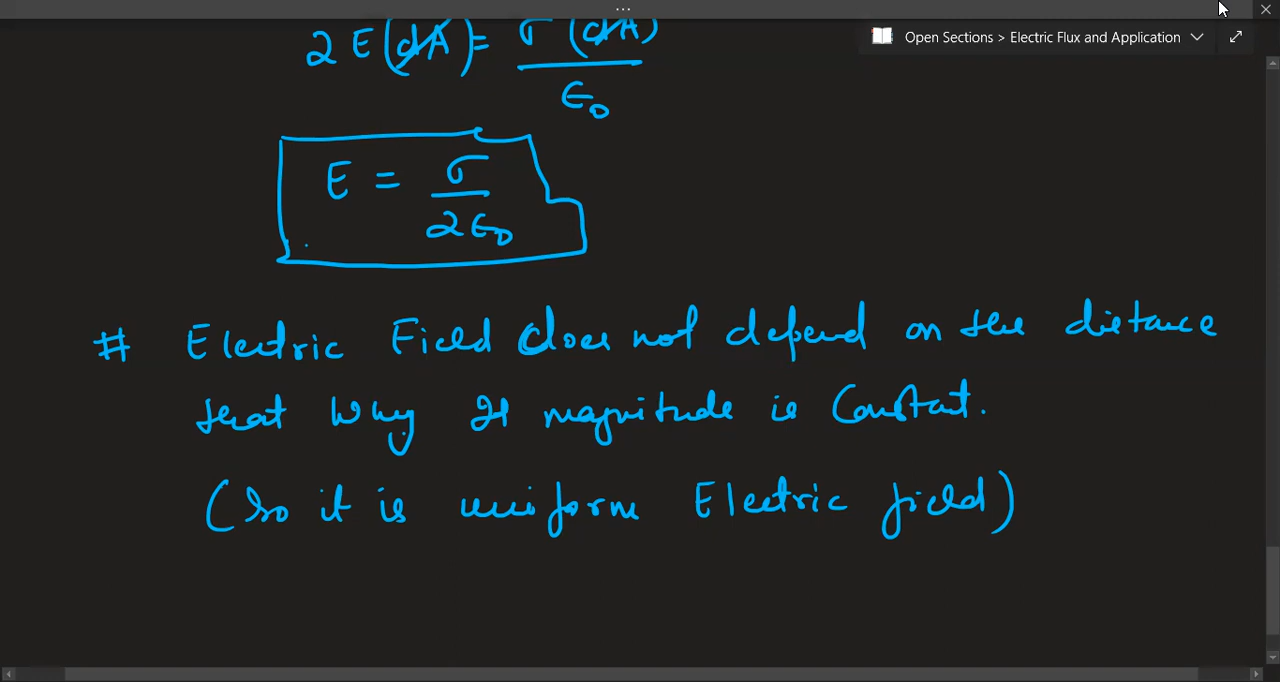 ...
Open Sections > Electric Flux and Application
2 E(dA) = σ (dA) / ε₀
E = σ / 2ε₀
# Electric Field does not depend on the distance
that why It magnitude is Constant.
(So it is uniform Electric field)